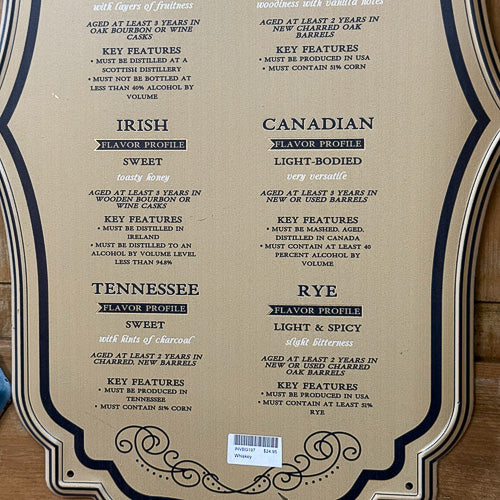 with layers of fruitiness
AGED AT LEAST 3 YEARS IN
OAK BOURBON OR WINE
CASKS
KEY FEATURES
• MUST BE DISTILLED AT A
SCOTTISH DISTILLERY
• MUST NOT BE BOTTLED AT
LESS THAN 40% ALCOHOL BY
VOLUME
woodiness with vanilla notes
AGED AT LEAST 2 YEARS IN
NEW CHARRED OAK
BARRELS
KEY FEATURES
• MUST BE PRODUCED IN USA
• MUST CONTAIN 51% CORN
IRISH
FLAVOR PROFILE
SWEET
toasty honey
AGED AT LEAST 3 YEARS IN
WOODEN BOURBON OR
WINE CASKS
KEY FEATURES
• MUST BE DISTILLED IN
IRELAND
• MUST BE DISTILLED TO AN
ALCOHOL BY VOLUME LEVEL
LESS THAN 94.8%
CANADIAN
FLAVOR PROFILE
LIGHT-BODIED
very versatile
AGED AT LEAST 3 YEARS IN
NEW OR USED BARRELS
KEY FEATURES
• MUST BE MASHED, AGED,
DISTILLED IN CANADA
• MUST CONTAIN AT LEAST 40
PERCENT ALCOHOL BY
VOLUME
TENNESSEE
FLAVOR PROFILE
SWEET
with hints of charcoal
AGED AT LEAST 2 YEARS IN
CHARRED, NEW BARRELS
KEY FEATURES
• MUST BE PRODUCED IN
TENNESSEE
• MUST CONTAIN 51% CORN
RYE
FLAVOR PROFILE
LIGHT & SPICY
slight bitterness
AGED AT LEAST 2 YEARS IN
NEW OR USED CHARRED
OAK BARRELS
KEY FEATURES
• MUST BE PRODUCED IN USA
• MUST CONTAIN AT LEAST 51%
RYE
INVBG197 $24.95
Whiskey